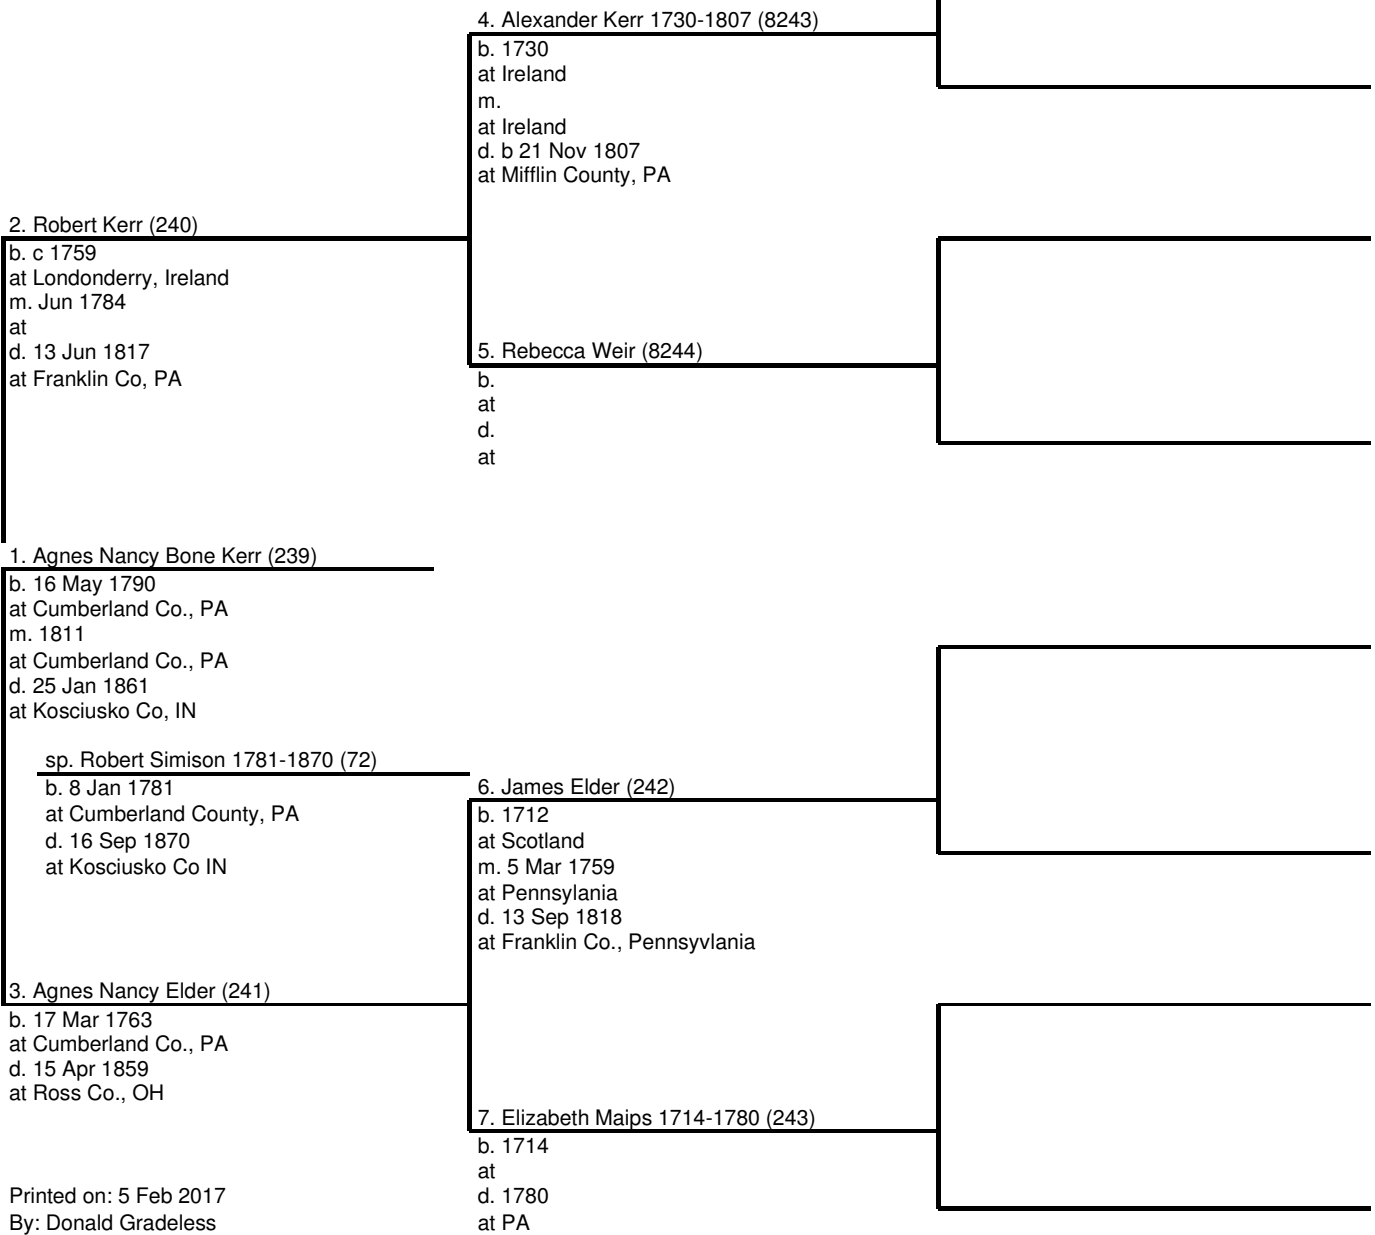 4. Alexander Kerr 1730-1807 (8243)
b. 1730
at Ireland
m.
at Ireland
d. b 21 Nov 1807
at Mifflin County, PA
2. Robert Kerr (240)
b. c 1759
at Londonderry, Ireland
m. Jun 1784
at
d. 13 Jun 1817
at Franklin Co, PA
5. Rebecca Weir (8244)
b.
at
d.
at
1. Agnes Nancy Bone Kerr (239)
b. 16 May 1790
at Cumberland Co., PA
m. 1811
at Cumberland Co., PA
d. 25 Jan 1861
at Kosciusko Co, IN
sp. Robert Simison 1781-1870 (72)
b. 8 Jan 1781
at Cumberland County, PA
d. 16 Sep 1870
at Kosciusko Co IN
6. James Elder (242)
b. 1712
at Scotland
m. 5 Mar 1759
at Pennsylania
d. 13 Sep 1818
at Franklin Co., Pennsyvlania
3. Agnes Nancy Elder (241)
b. 17 Mar 1763
at Cumberland Co., PA
d. 15 Apr 1859
at Ross Co., OH
7. Elizabeth Maips 1714-1780 (243)
b. 1714
at
d. 1780
at PA
Printed on: 5 Feb 2017
By: Donald Gradeless